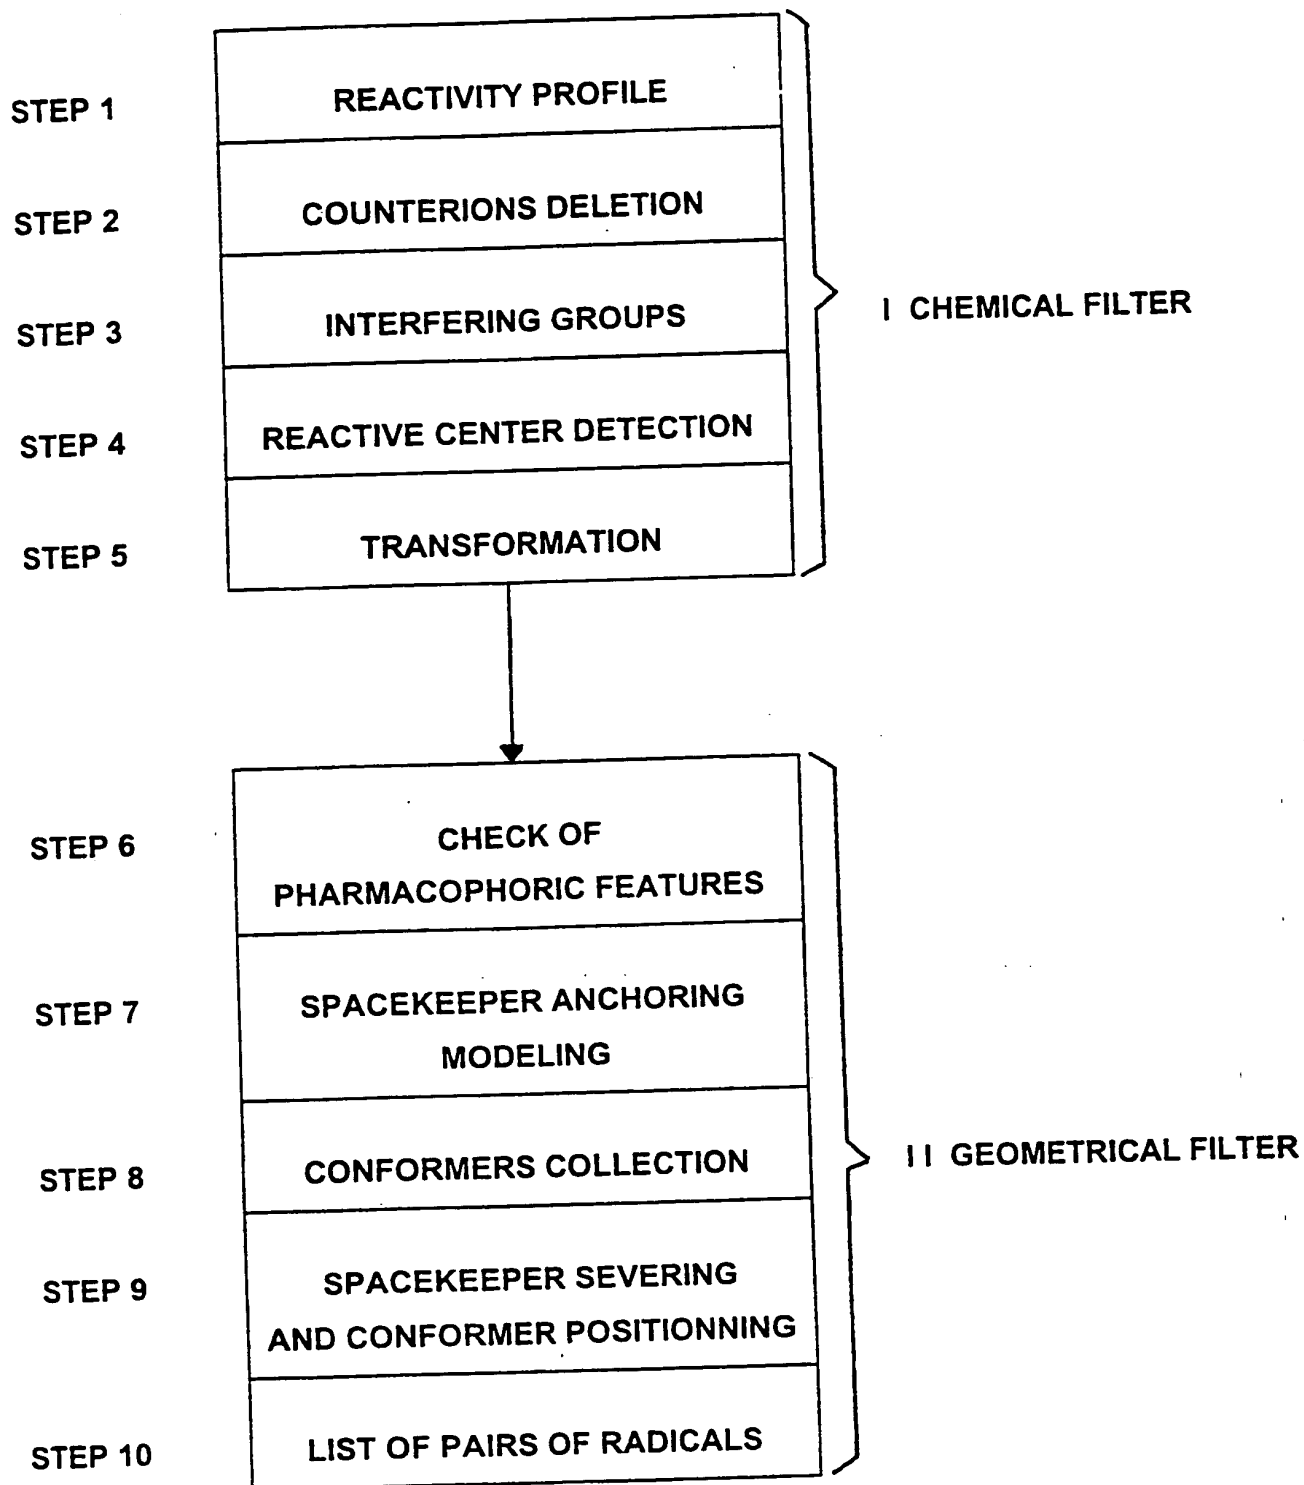 STEP 1 REACTIVITY PROFILE
STEP 2 COUNTERIONS DELETION
STEP 3 INTERFERING GROUPS
I CHEMICAL FILTER
STEP 4 REACTIVE CENTER DETECTION
STEP 5 TRANSFORMATION
STEP 6 CHECK OF
PHARMACOPHORIC FEATURES
STEP 7 SPACEKEEPER ANCHORING
MODELING
STEP 8 CONFORMERS COLLECTION
II GEOMETRICAL FILTER
STEP 9 SPACEKEEPER SEVERING
AND CONFORMER POSITIONNING
STEP 10 LIST OF PAIRS OF RADICALS